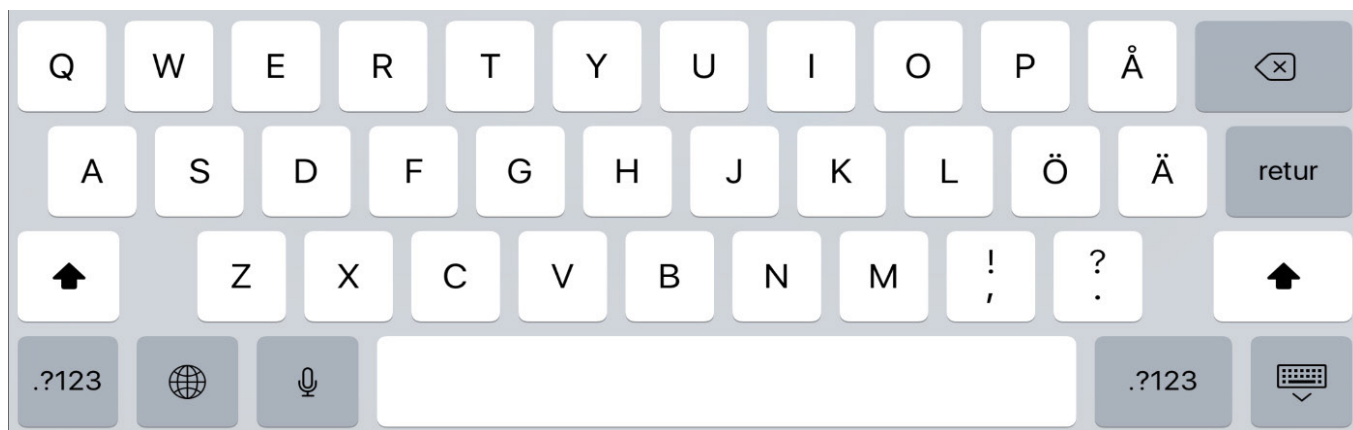 Q W E R T Y U I O P Å
A S D F G H J K L Ö Ä retur
Z X C V B N M ! , ? .
.?123 .?123